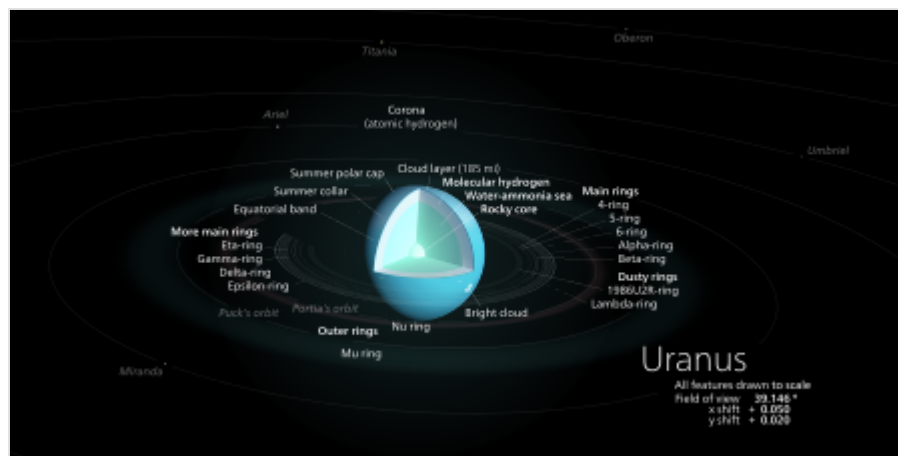 Oberon
Titania
Ariel
Corona
(atomic hydrogen)
Umbriel
Summer polar cap
Cloud layer (185 mi)
Molecular hydrogen
Summer collar
Water-ammonia sea
Main rings
Equatorial band
Rocky core
4-ring
5-ring
More main rings
6-ring
Eta-ring
Alpha-ring
Gamma-ring
Beta-ring
Delta-ring
Dusty rings
Epsilon-ring
1986U2R-ring
Lambda-ring
Puck's orbit
Portia's orbit
Bright cloud
Outer rings
Nu ring
Mu ring
Miranda
Uranus
All features drawn to scale
Field of view 39.146 °
x shift + 0.050
y shift + 0.020